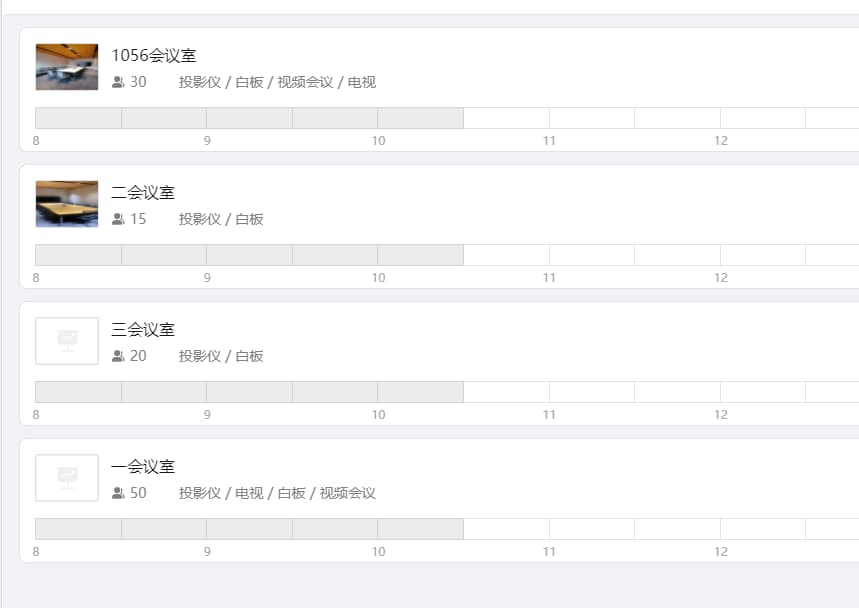 1056会议室
30 投影仪 / 白板 / 视频会议 / 电视
8 9 10 11 12
二会议室
15 投影仪 / 白板
8 9 10 11 12
三会议室
20 投影仪 / 白板
8 9 10 11 12
一会议室
50 投影仪 / 电视 / 白板 / 视频会议
8 9 10 11 12